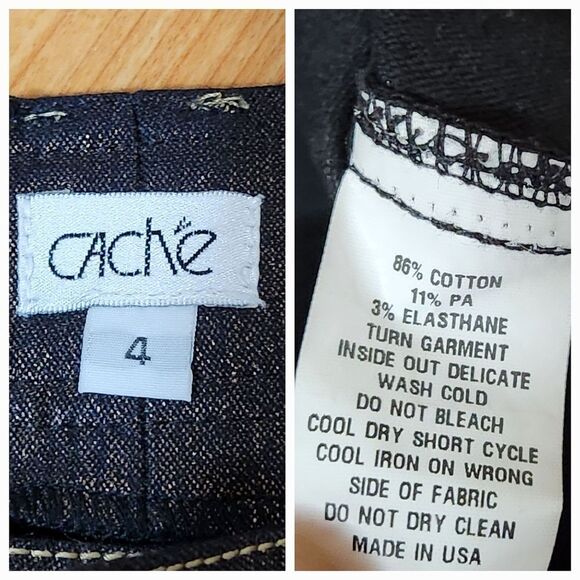 CAChé
4
86% COTTON
11% PA
3% ELASTHANE
TURN GARMENT
INSIDE OUT DELICATE
WASH COLD
DO NOT BLEACH
COOL DRY SHORT CYCLE
COOL IRON ON WRONG
SIDE OF FABRIC
DO NOT DRY CLEAN
MADE IN USA